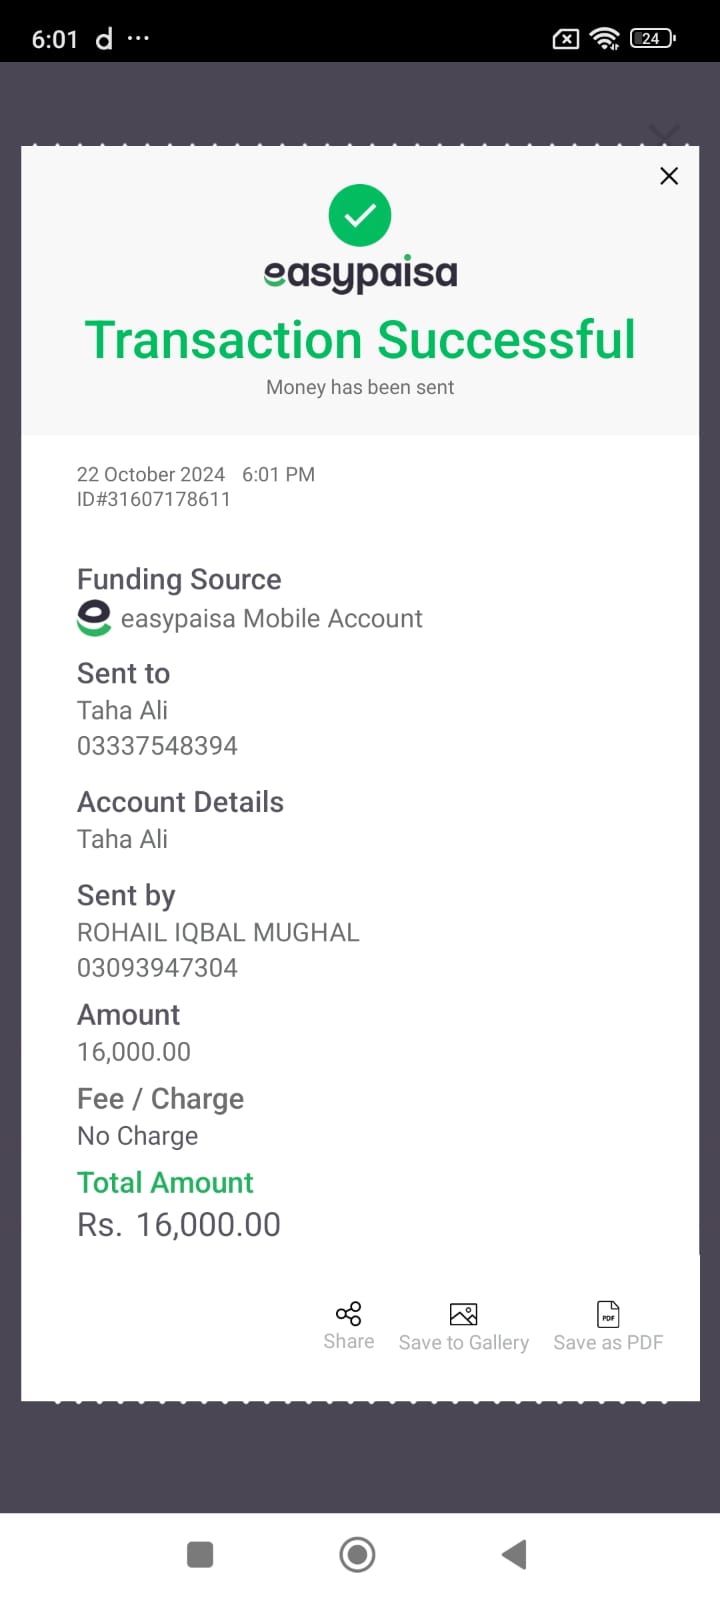 6:01 d ...
24
easypaisa
Transaction Successful
Money has been sent
22 October 2024 6:01 PM
ID#31607178611
Funding Source
easypaisa Mobile Account
Sent to
Taha Ali
03337548394
Account Details
Taha Ali
Sent by
ROHAIL IQBAL MUGHAL
03093947304
Amount
16,000.00
Fee / Charge
No Charge
Total Amount
Rs. 16,000.00
Share
Save to Gallery
PDF
Save as PDF